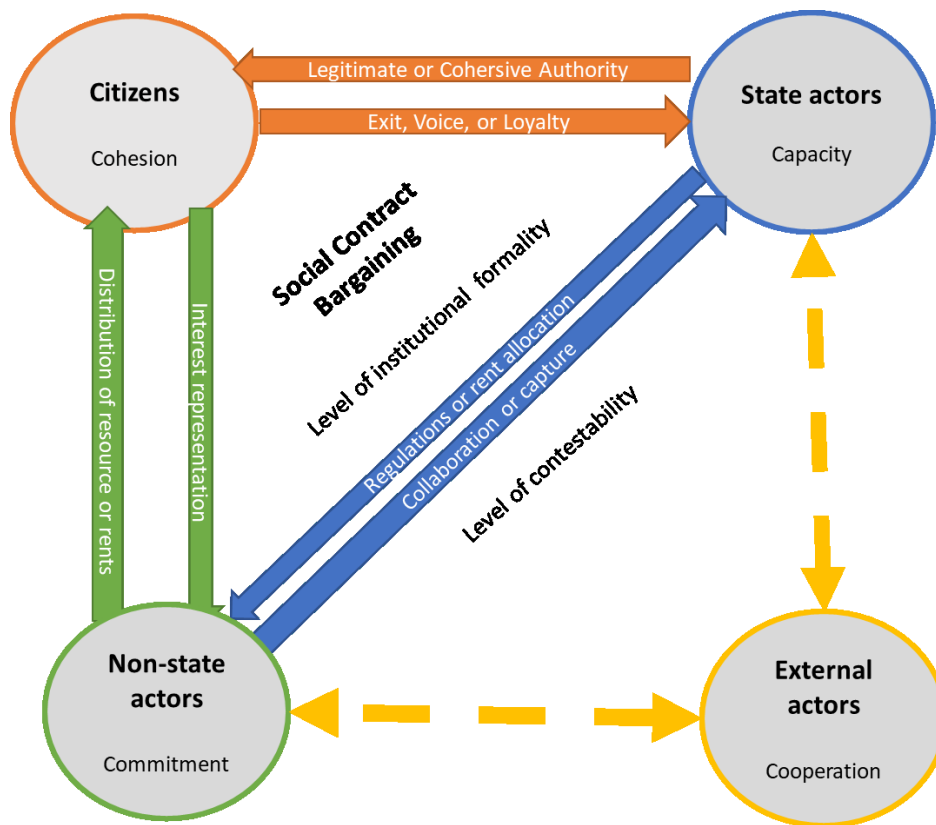 Citizens
Cohesion
Legitimate or Cohersive Authority
Exit, Voice, or Loyalty
State actors
Capacity
Social Contract
Bargaining
Level of institutional formality
Regulations or rent allocation
Collaboration or capture
Level of contestability
Distribution of resource or rents
Interest representation
Non-state
actors
Commitment
External
actors
Cooperation